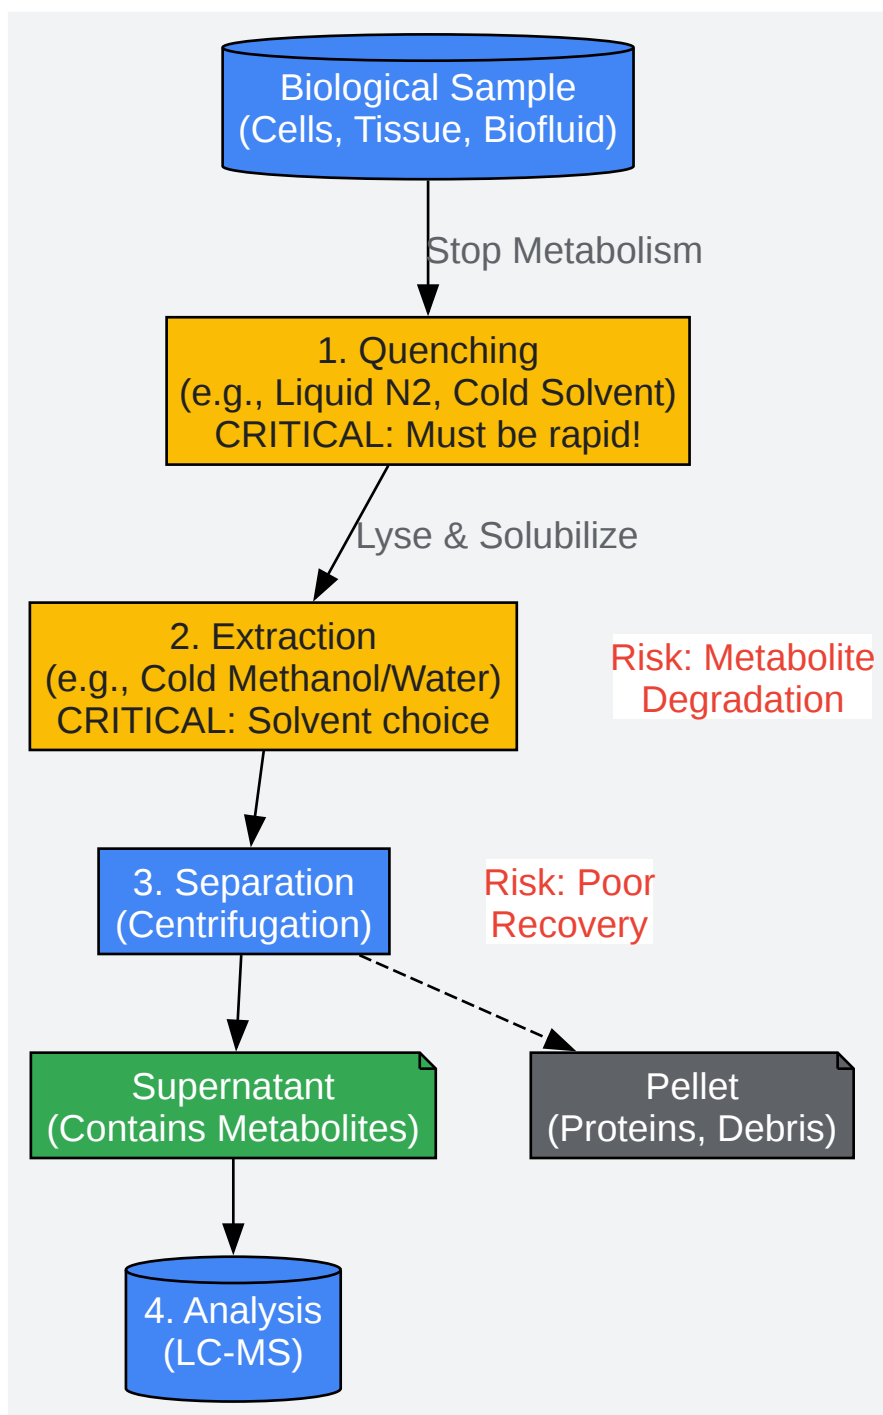 Biological Sample
(Cells, Tissue, Biofluid)
Stop Metabolism
1. Quenching
(e.g., Liquid N2, Cold Solvent)
CRITICAL: Must be rapid!
Lyse & Solubilize
2. Extraction
(e.g., Cold Methanol/Water)
CRITICAL: Solvent choice
Risk: Metabolite
Degradation
3. Separation
(Centrifugation)
Risk: Poor
Recovery
Supernatant
(Contains Metabolites)
Pellet
(Proteins, Debris)
4. Analysis
(LC-MS)